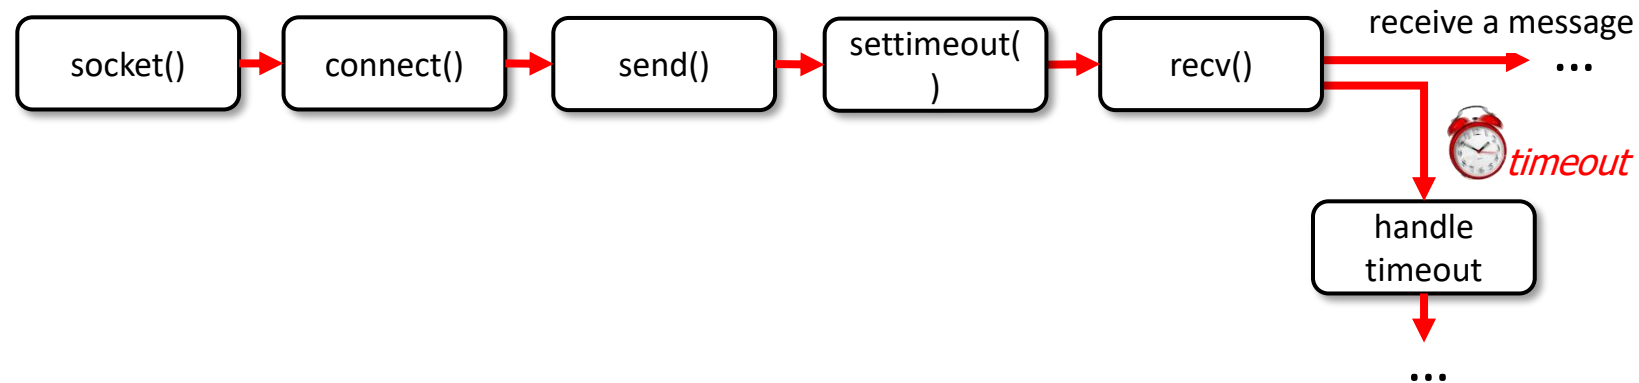 socket()
connect()
send()
settimeout(
)
recv()
receive a message
...
timeout
handle
timeout
...